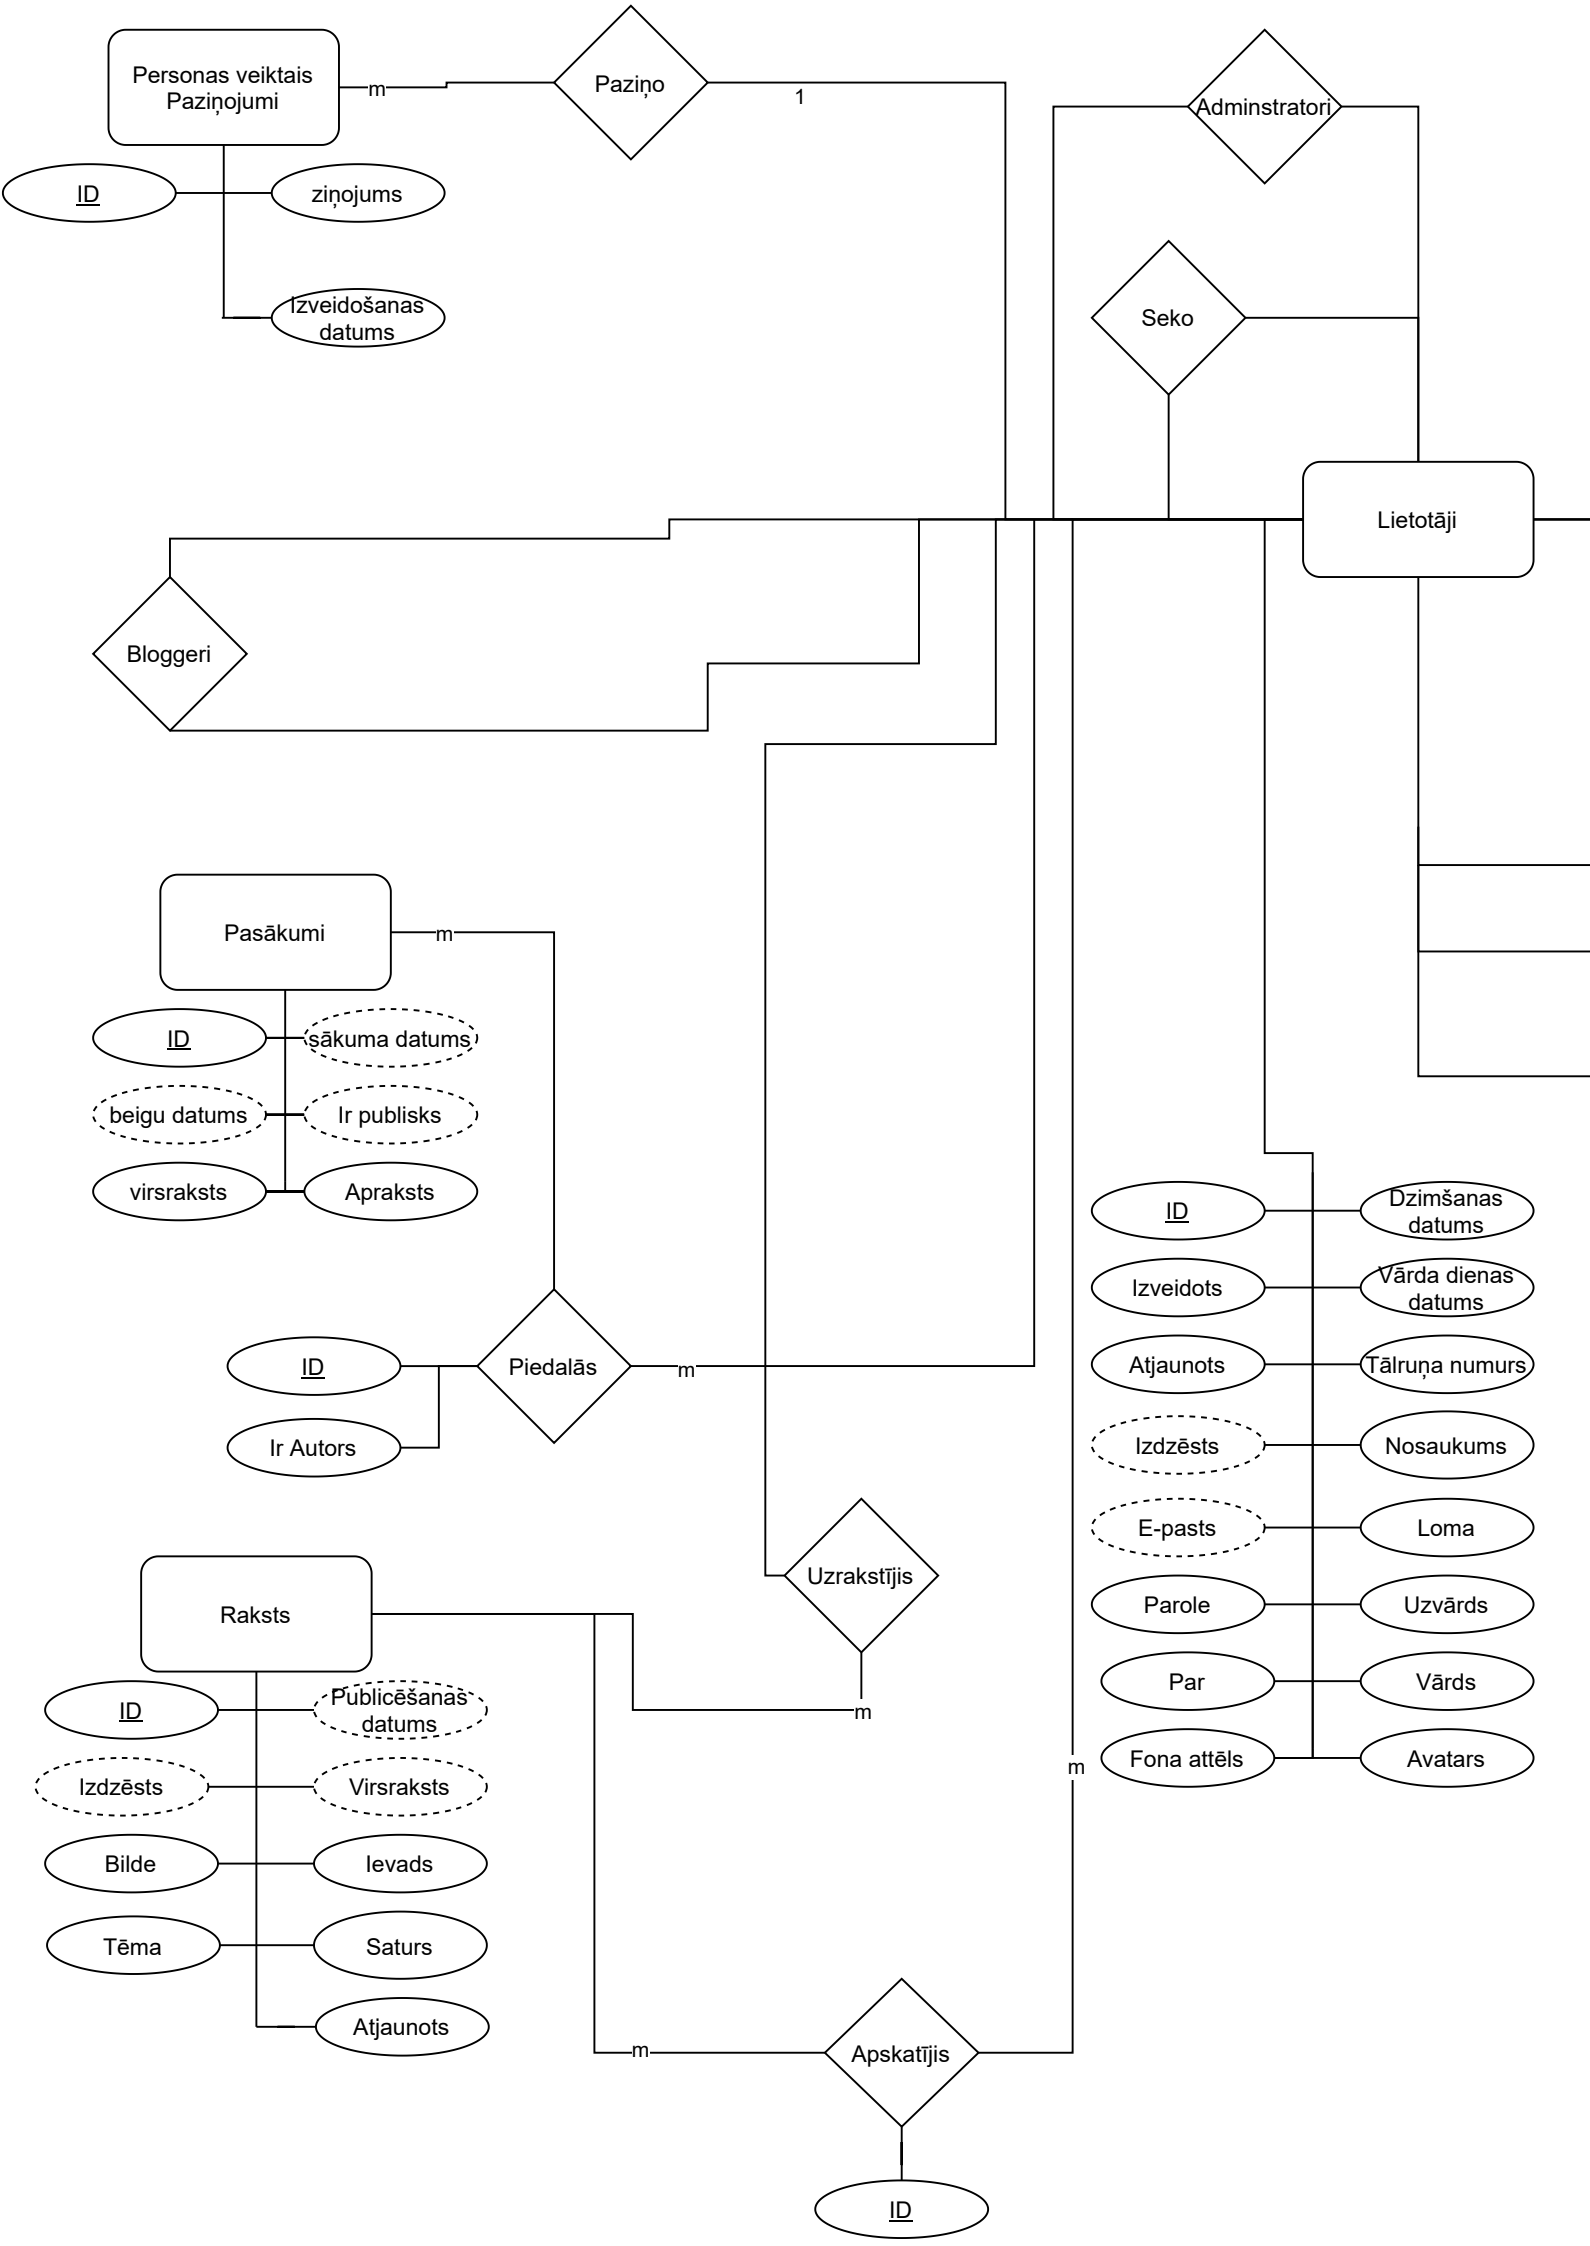 Personas veiktais
Paziņojumi
m
Paziņo
1
Adminstratori
ID
ziņojums
Izveidošanas
datums
Seko
Lietotāji
Bloggeri
Pasākumi
m
ID
sākuma datums
beigu datums
Ir publisks
virsraksts
Apraksts
ID
Piedalās
m
Ir Autors
ID
Dzimšanas
datums
Izveidots
Vārda dienas
datums
Atjaunots
Tālruņa numurs
Izdzēsts
Nosaukums
E-pasts
Loma
Parole
Uzvārds
Par
Vārds
Fona attēls
Avatars
Uzrakstījis
m
Raksts
ID
Publicēšanas
datums
Izdzēsts
Virsraksts
Bilde
Ievads
Tēma
Saturs
Atjaunots
m
m
Apskatījis
ID